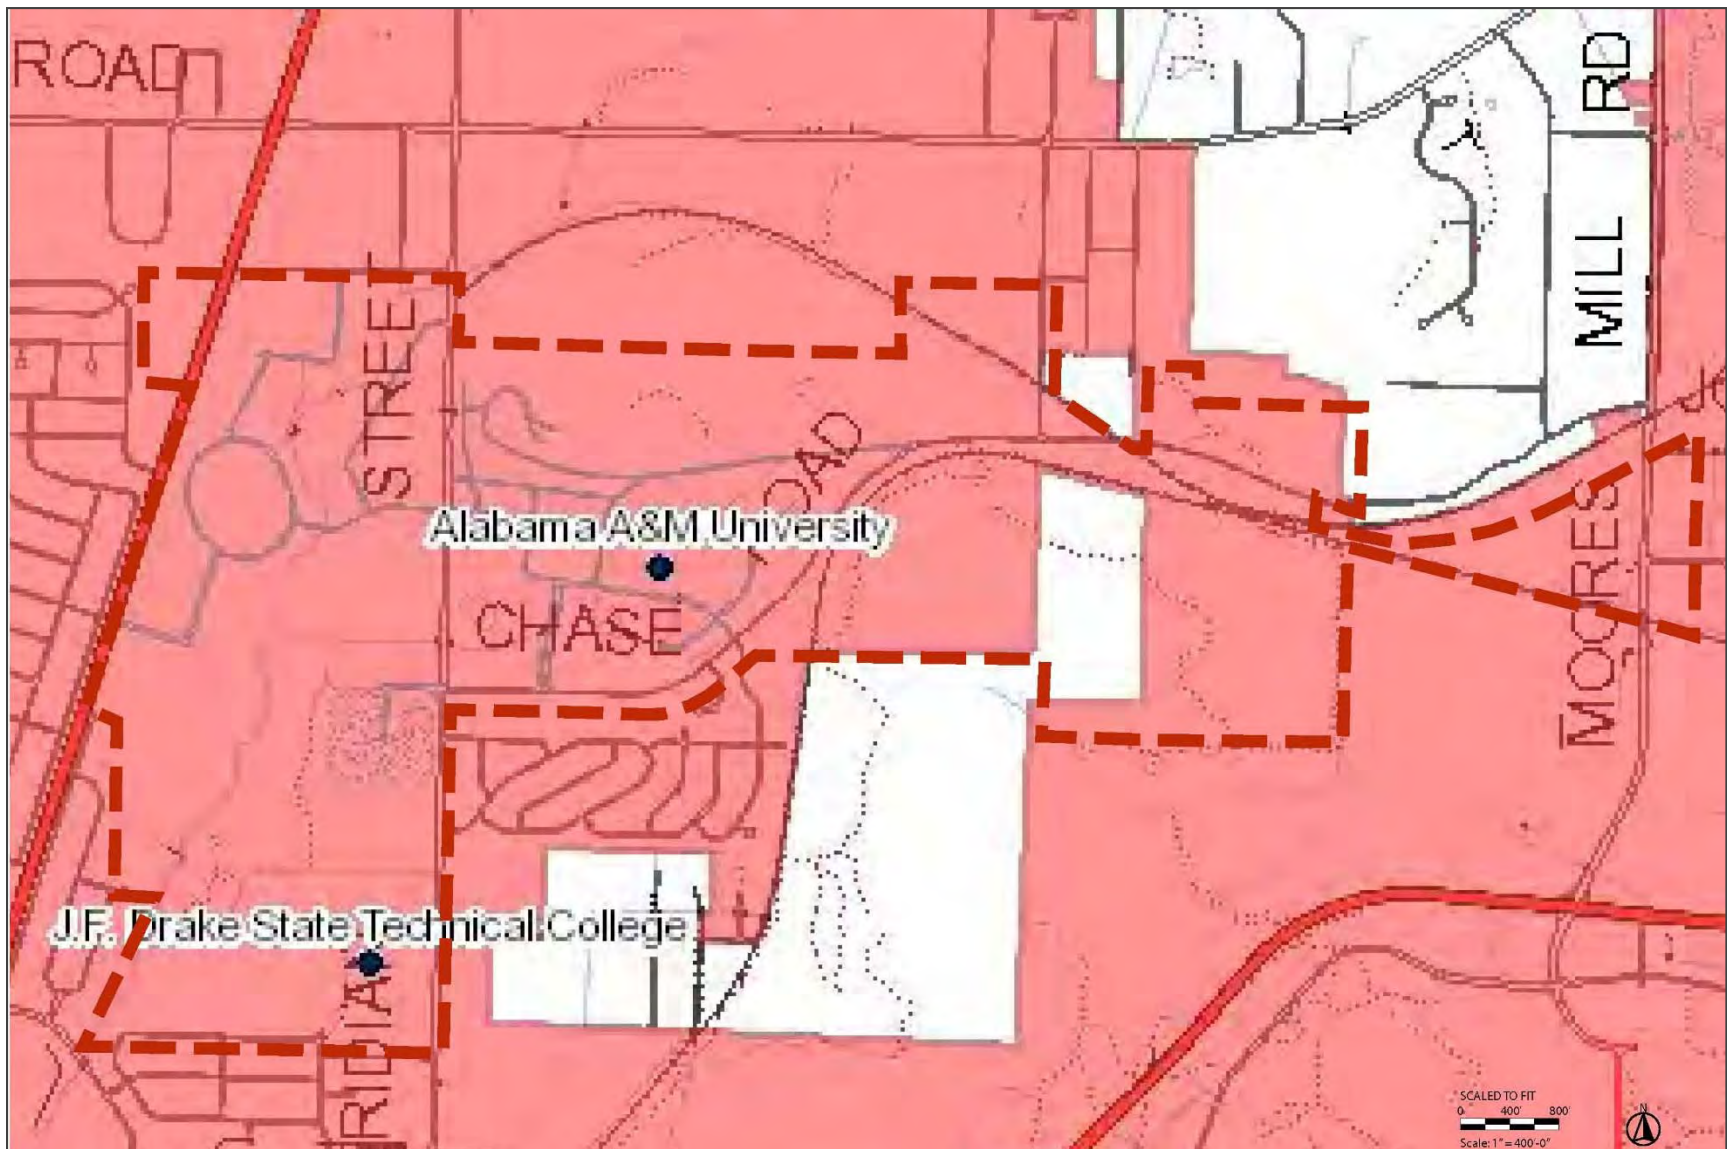 ROAD
RD
MILL
STREET
ROAD
Alabama A&M University
CHASE
MOORES
J.F. Drake State Technical College
RIDIA
SCALED TO FIT
0 400' 800'
Scale: 1" = 400'-0"
N